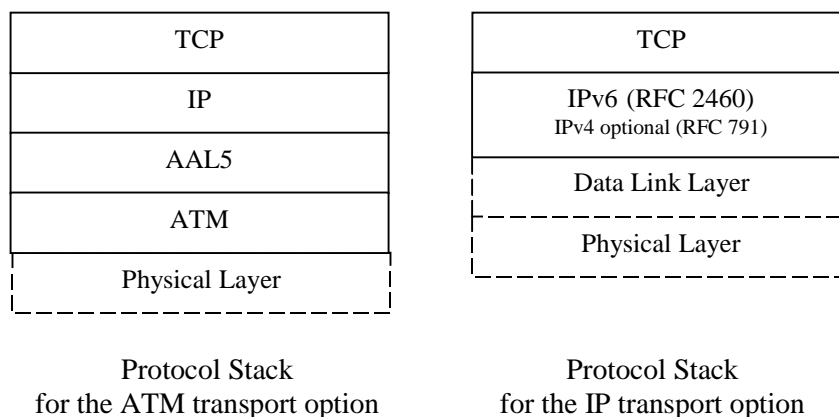 TCP
IP
AAL5
ATM
Physical Layer
Protocol Stack
for the ATM transport option
TCP
IPv6 (RFC 2460)
IPv4 optional (RFC 791)
Data Link Layer
Physical Layer
Protocol Stack
for the IP transport option